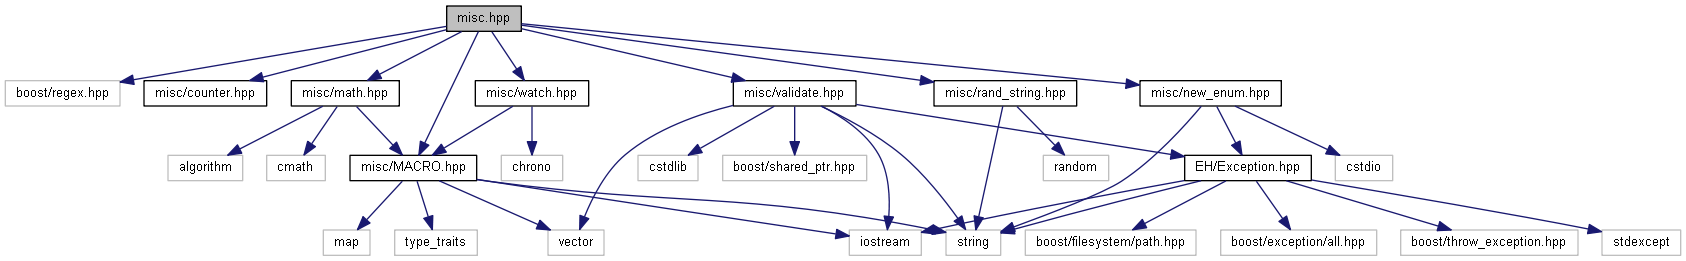 misc.hpp
boost/regex.hpp
misc/counter.hpp
misc/math.hpp
misc/watch.hpp
misc/validate.hpp
misc/rand_string.hpp
misc/new_enum.hpp
algorithm
cmath
misc/MACRO.hpp
chrono
cstdlib
boost/shared_ptr.hpp
random
EH/Exception.hpp
cstdio
map
type_traits
vector
iostream
string
boost/filesystem/path.hpp
boost/exception/all.hpp
boost/throw_exception.hpp
stdexcept